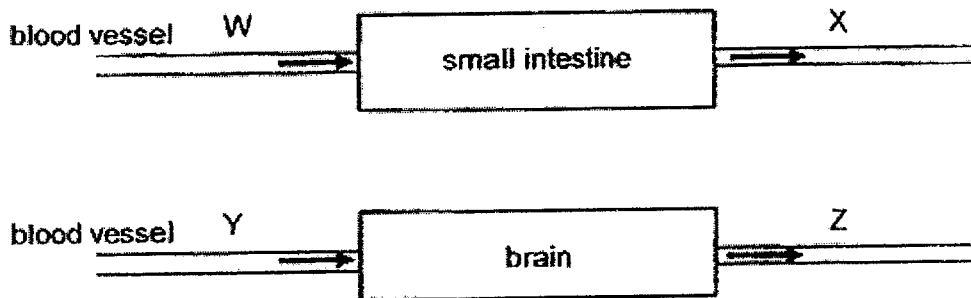 blood vessel W X
small intestine
blood vessel Y Z
brain